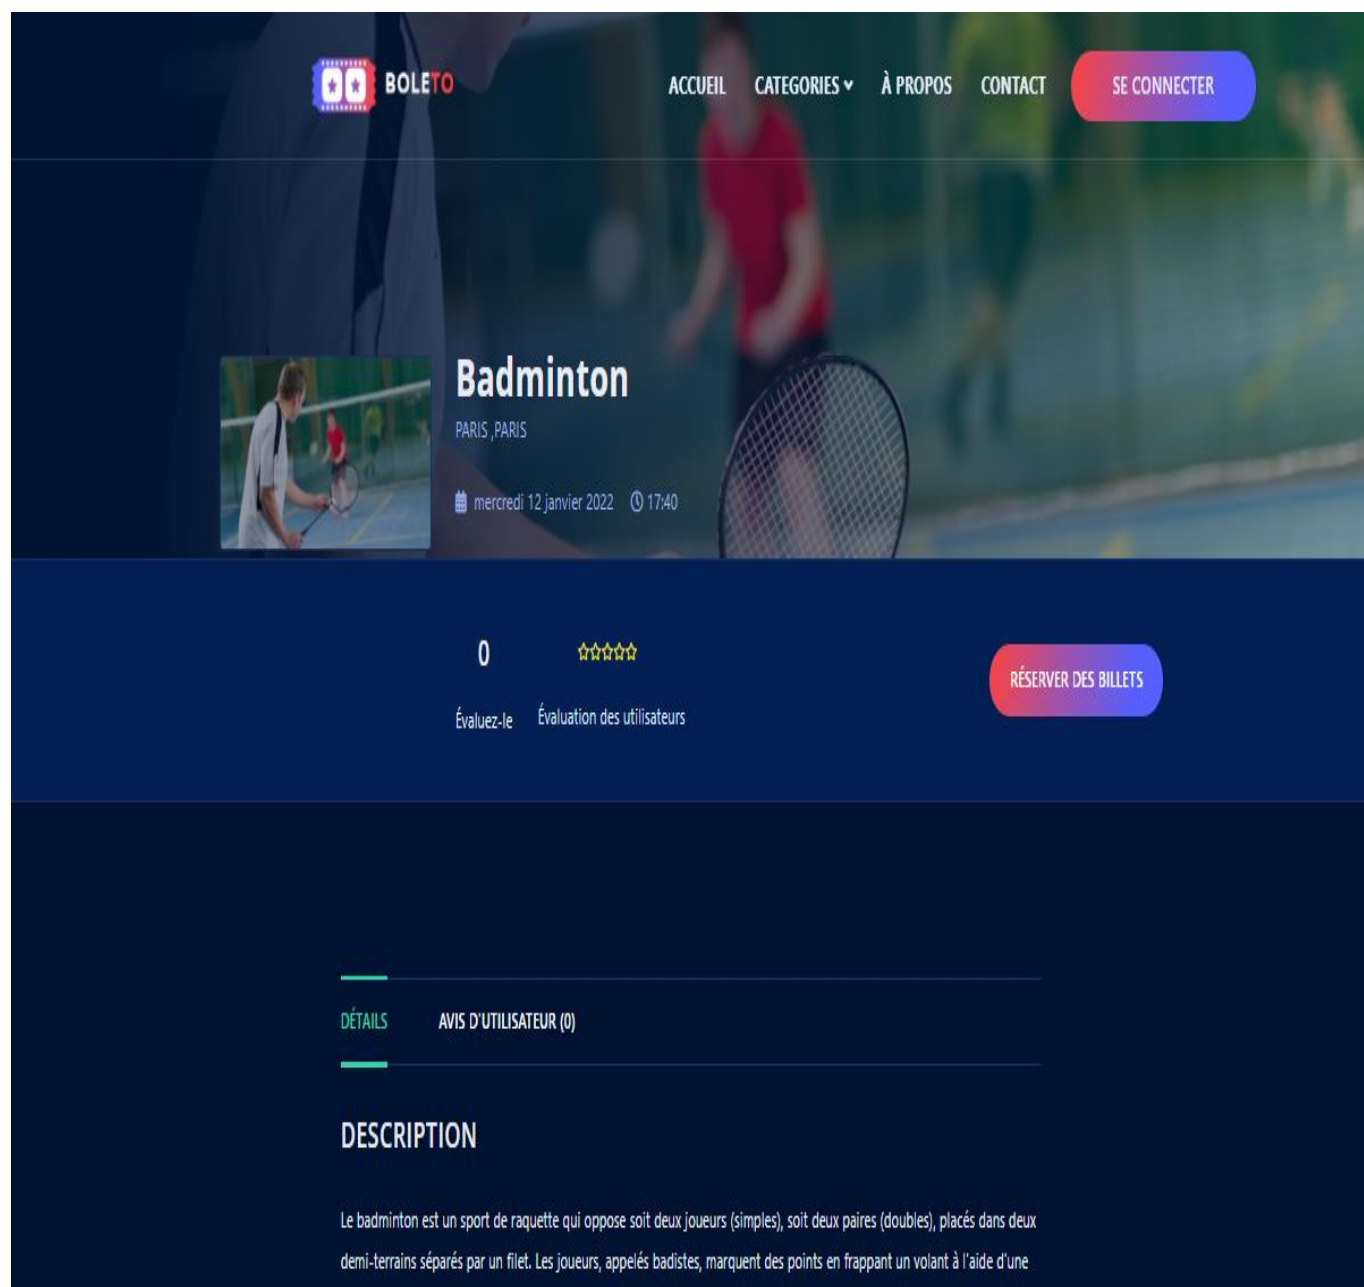 BOLETO
ACCUEIL CATEGORIES À PROPOS CONTACT SE CONNECTER
Badminton
PARIS ,PARIS
mercredi 12 janvier 2022 17:40
0
Évaluez-le Évaluation des utilisateurs
RÉSERVER DES BILLETS
DÉTAILS AVIS D'UTILISATEUR (0)
DESCRIPTION
Le badminton est un sport de raquette qui oppose soit deux joueurs (simples), soit deux paires (doubles), placés dans deux
demi-terrains séparés par un filet. Les joueurs, appelés badistes, marquent des points en frappant un volant à l'aide d'une